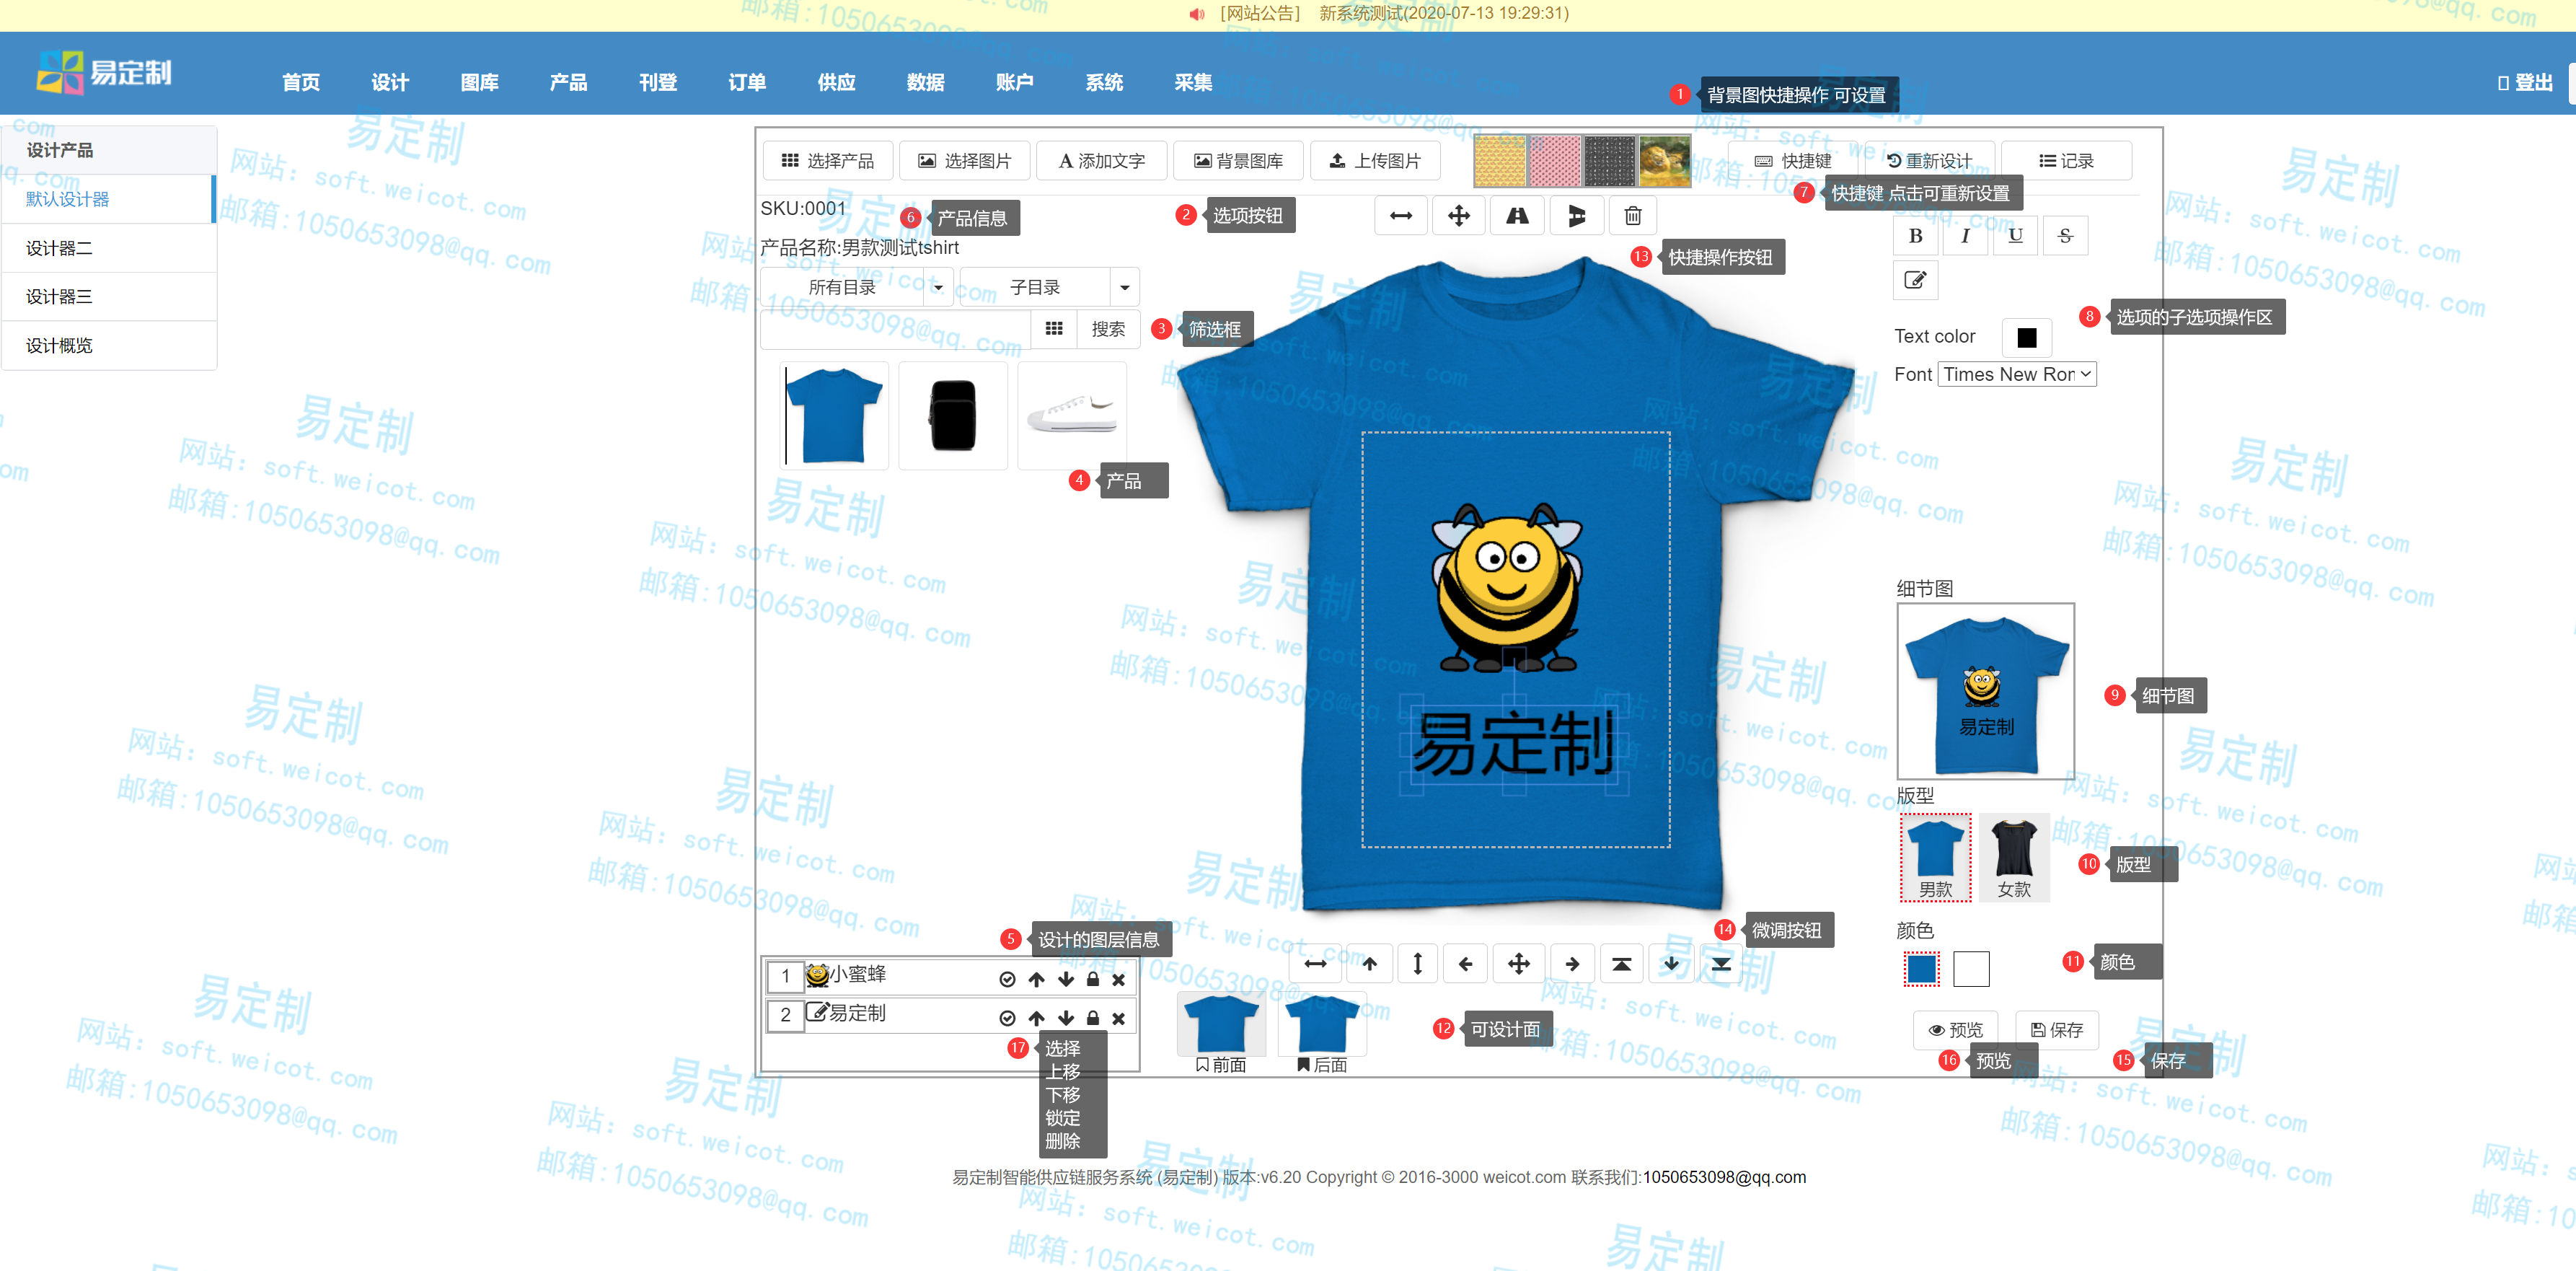 [网站公告] 新系统测试(2020-07-13 19:29:31)
易定制
首页 设计 图库 产品 刊登 订单 供应 数据 账户 系统 采集
登出
1 背景图快捷操作 可设置
设计产品
默认设计器
设计器二
设计器三
设计概览
选择产品 选择图片 添加文字 背景图库 上传图片 快捷键 重新设计 记录
7 快捷键 点击可重新设置
SKU:0001
6 产品信息
2 选项按钮
产品名称:男款测试tshirt
13 快捷操作按钮
B I U S
所有目录 子目录
搜索
3 筛选框
8 选项的子选项操作区
Text color
Font Times New Ror
4 产品
易定制
细节图
易定制
9 细节图
版型
男款 女款
10 版型
颜色
11 颜色
5 设计的图层信息
14 微调按钮
1 小蜜蜂
2 易定制
17 选择
上移
下移
锁定
删除
前面 后面
12 可设计面
预览 保存
16 预览
15 保存
易定制智能供应链服务系统 (易定制) 版本:v6.20 Copyright © 2016-3000 weicot.com 联系我们:1050653098@qq.com
易定制
网站：soft.weicot.com
邮箱:1050653098@qq.com